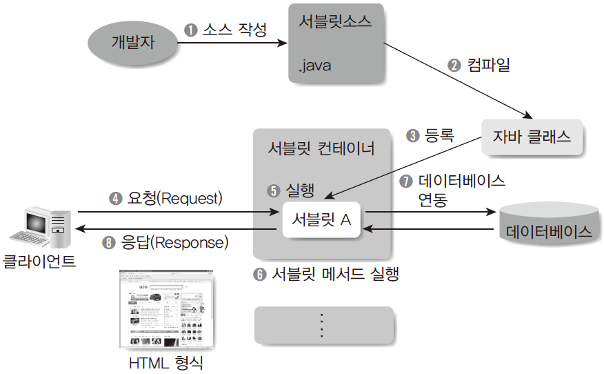 개발자
❶ 소스 작성
서블릿소스
.java
❷ 컴파일
자바 클래스
❸ 등록
서블릿 컨테이너
❹ 요청(Request)
❺ 실행
서블릿 A
❼ 데이터베이스
연동
데이터베이스
클라이언트
❽ 응답(Response)
❻ 서블릿 메서드 실행
HTML 형식